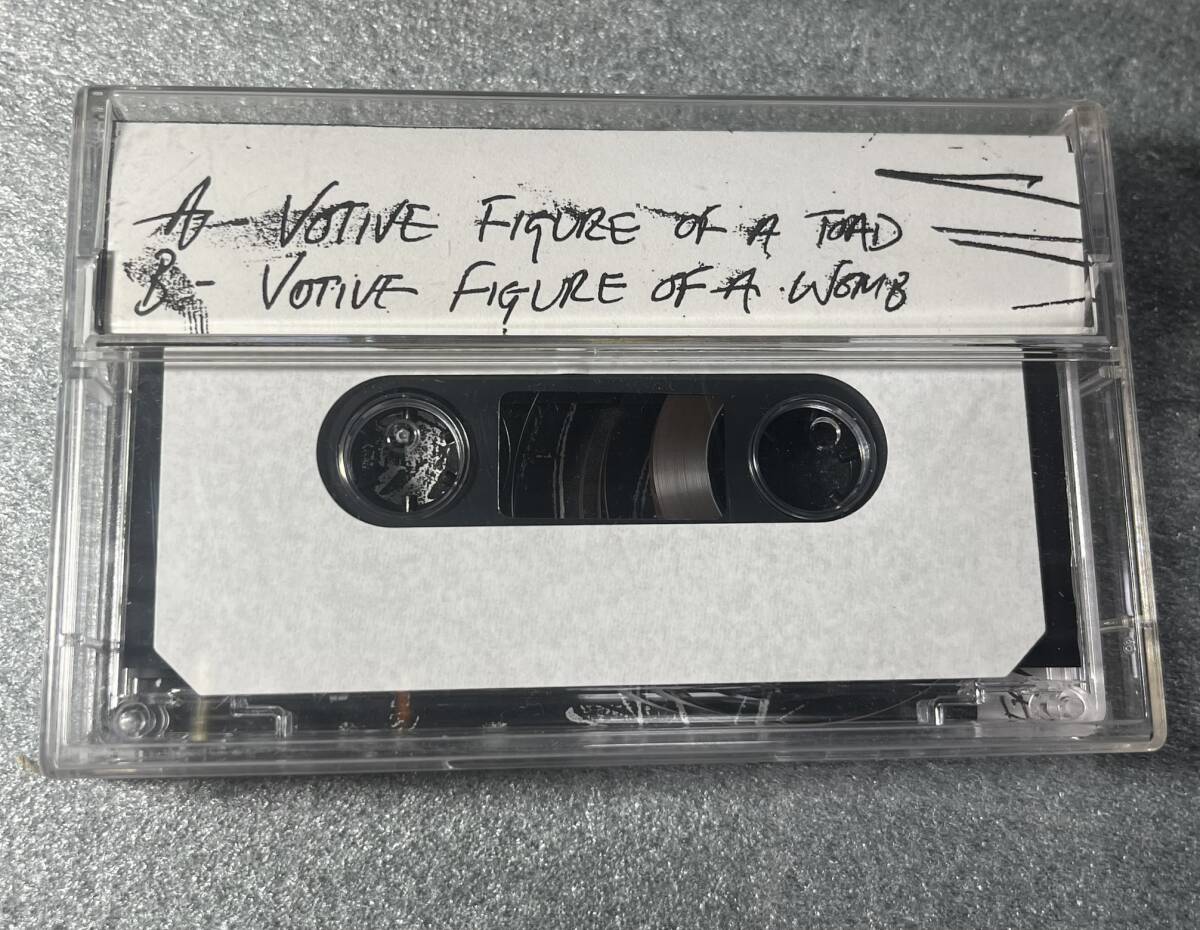 A - VOTIVE FIGURE OF A TOAD
B - VOTIVE FIGURE OF A WOMB